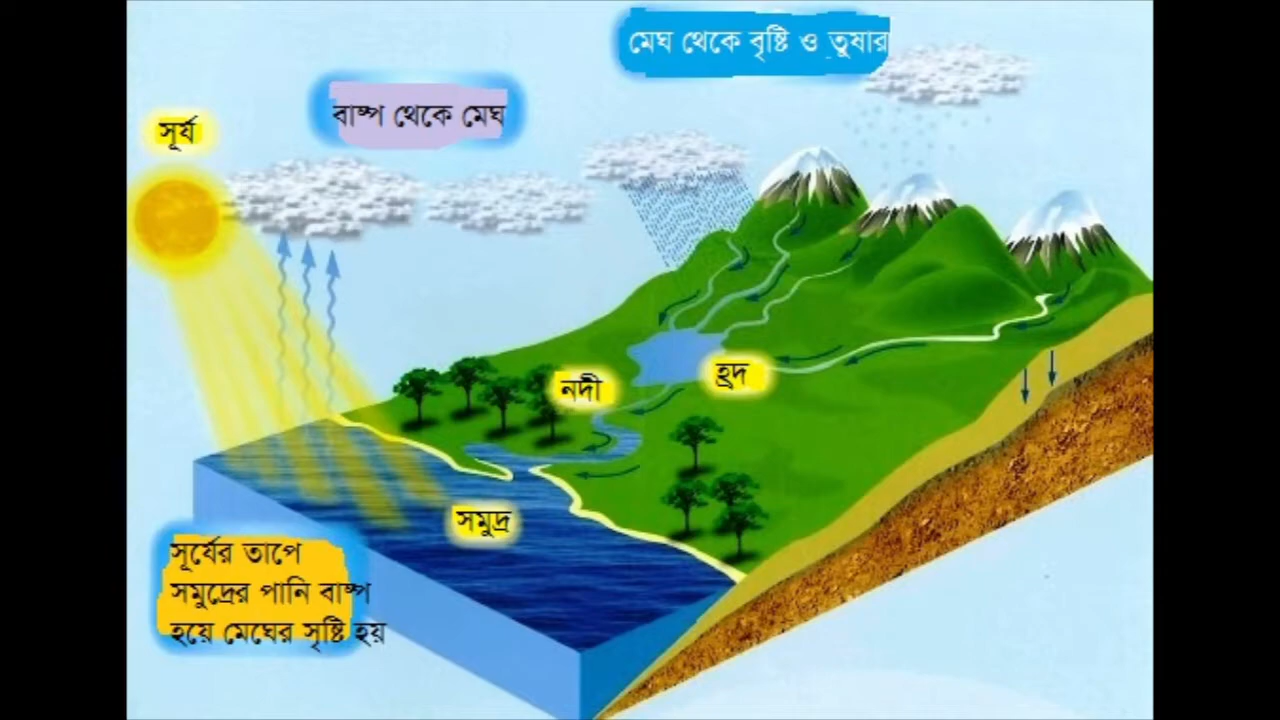 মেঘ থেকে বৃষ্টি ও তুষার
বাষ্প থেকে মেঘ
সূর্য
নদী
হ্রদ
সমুদ্র
সূর্যের তাপে
সমুদ্রের পানি বাষ্প
হয়ে মেঘের সৃষ্টি হয়